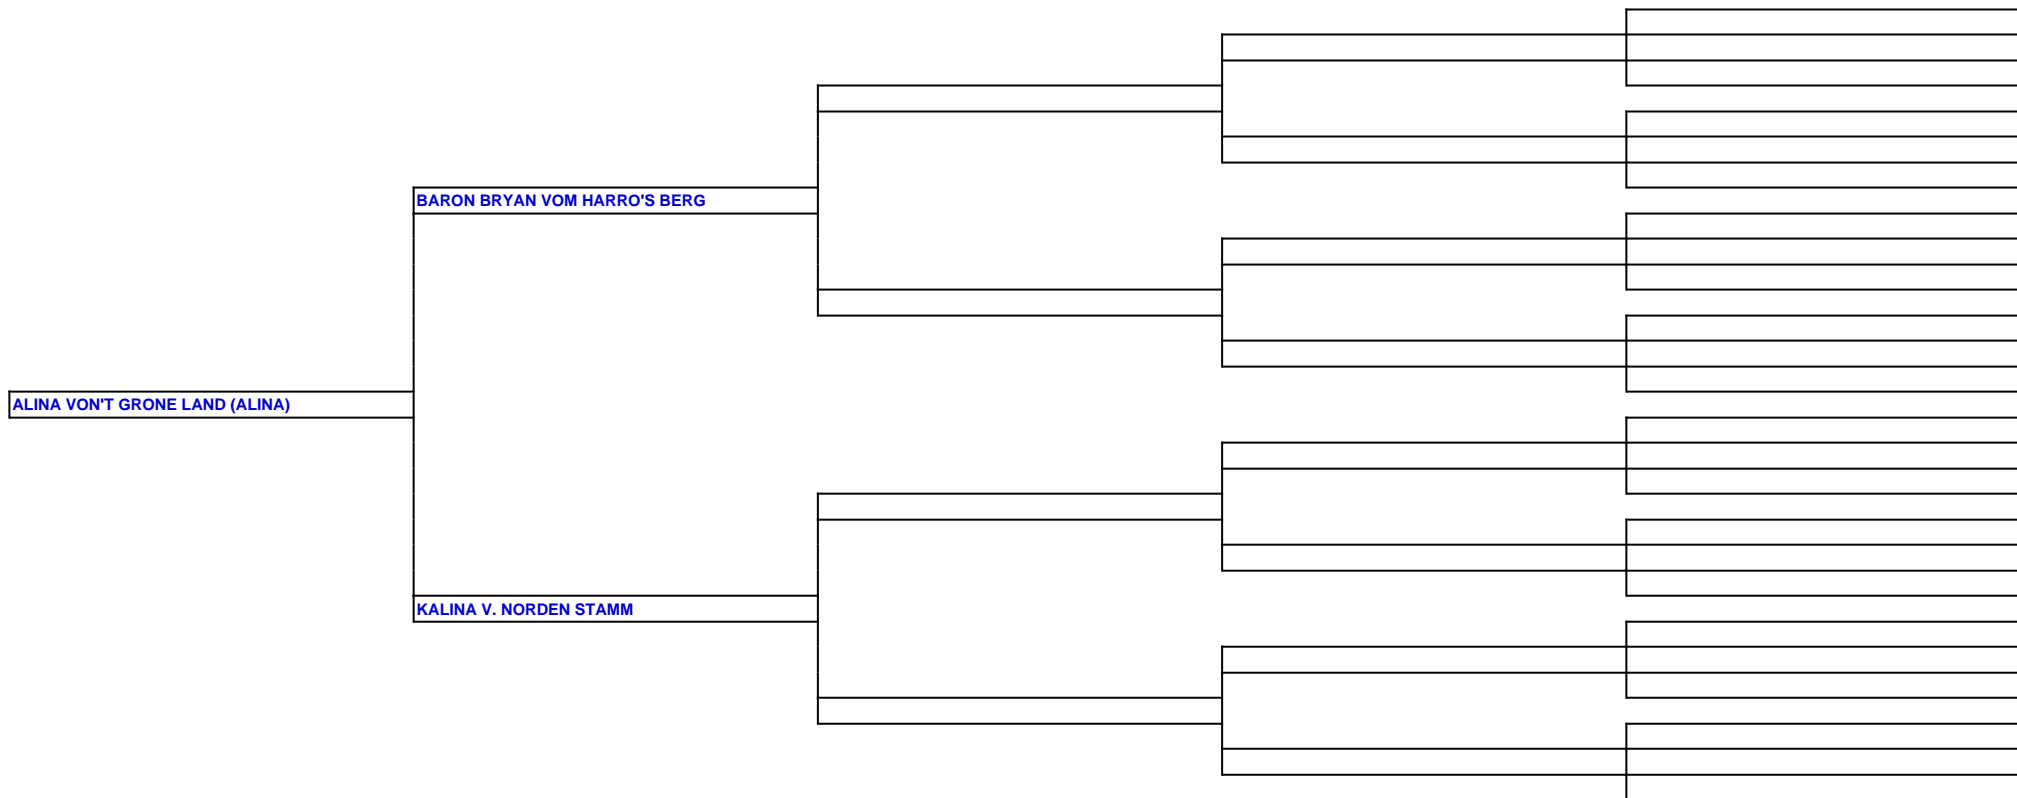 BARON BRYAN VOM HARRO'S BERG
ALINA VON'T GRONE LAND (ALINA)
KALINA V. NORDEN STAMM